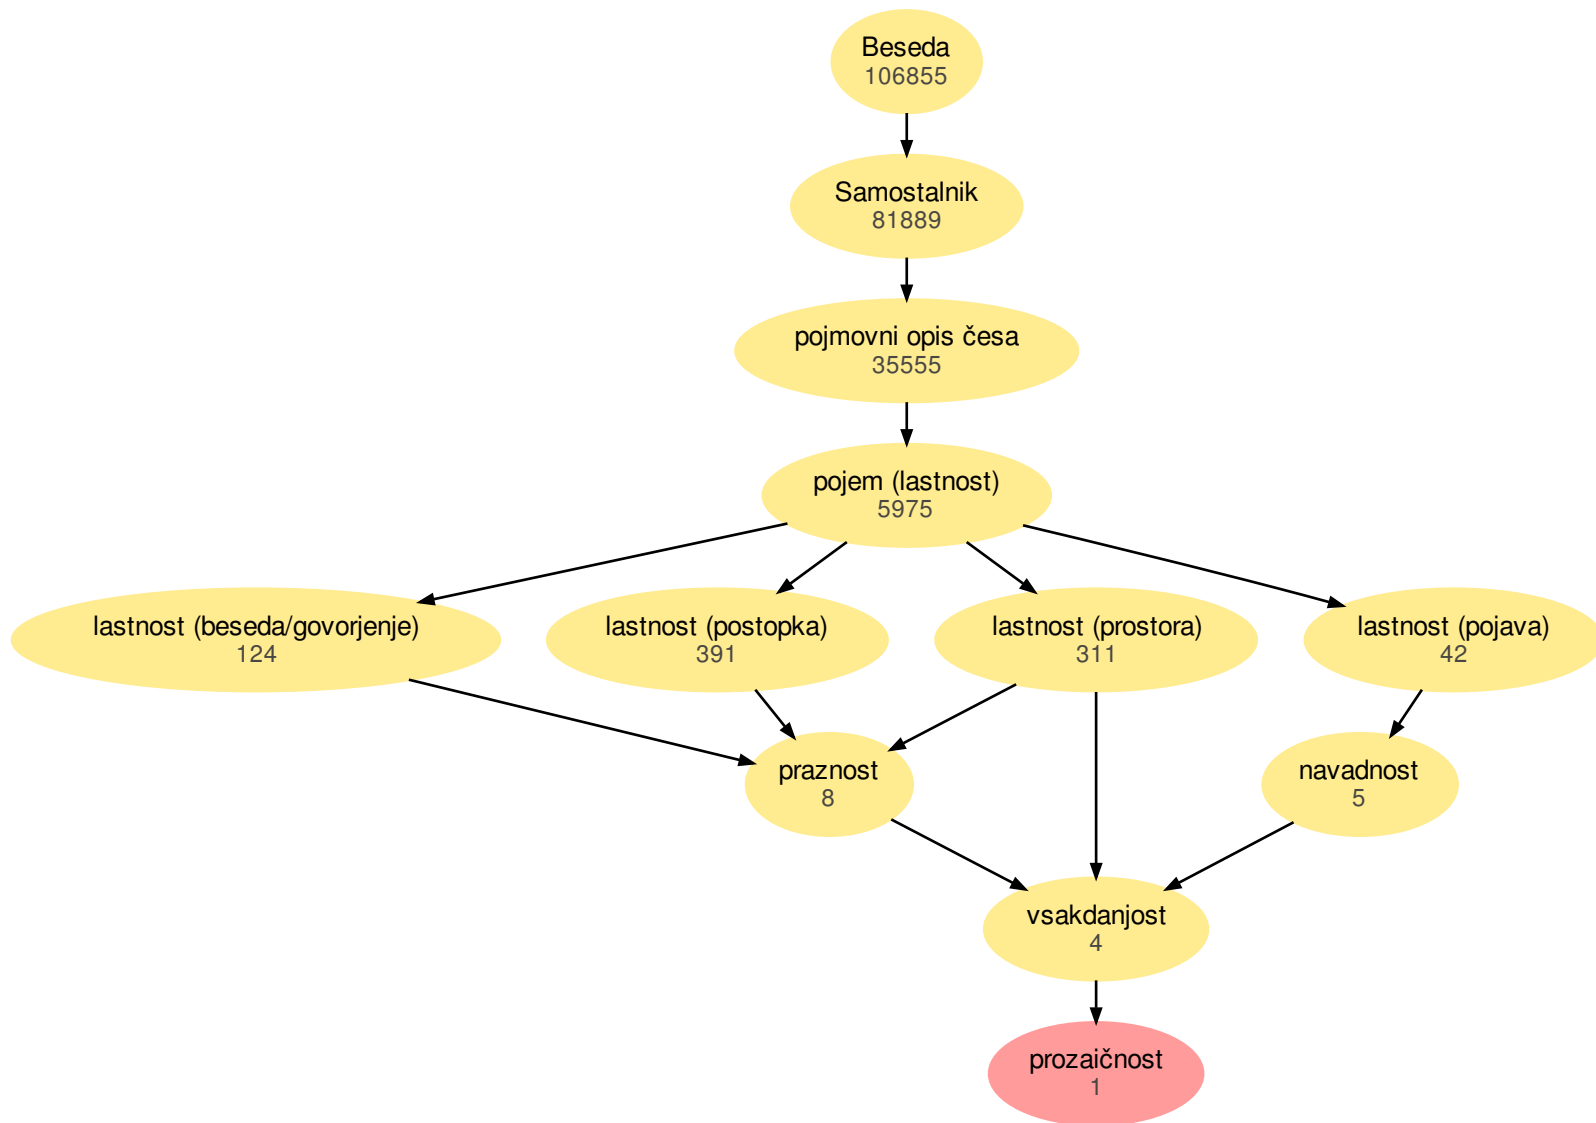 Beseda
106855
Samostalnik
81889
pojmovni opis česa
35555
pojem (lastnost)
5975
lastnost (beseda/govorjenje)
124
lastnost (postopka)
391
lastnost (prostora)
311
lastnost (pojava)
42
praznost
8
navadnost
5
vsakdanjost
4
prozaičnost
1